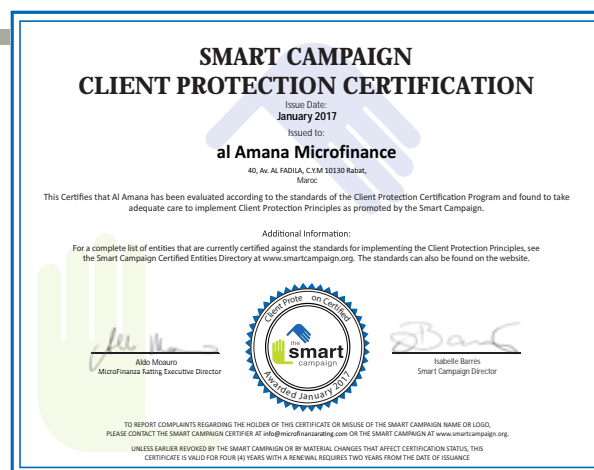 SMART CAMPAIGN
CLIENT PROTECTION CERTIFICATION
Issue Date:
January 2017
Issued to:
al Amana Microfinance
40, Av. AL FADILA, C.Y.M 10130 Rabat,
Maroc
This Certifies that Al Amana has been evaluated according to the standards of the Client Protection Certification Program and found to take
adequate care to implement Client Protection Principles as promoted by the Smart Campaign.
Additional Information:
For a complete list of entities that are currently certified against the standards for implementing the Client Protection Principles, see
the Smart Campaign Certified Entities Directory at www.smartcampaign.org. The standards can also be found on the website.
Client Prote on Certified
the
smart
campaign
Awarded January 2017
Aldo Moauro
MicroFinanza Rating Executive Director
Isabelle Barrès
Smart Campaign Director
TO REPORT COMPLAINTS REGARDING THE HOLDER OF THIS CERTIFICATE OR MISUSE OF THE SMART CAMPAIGN NAME OR LOGO,
PLEASE CONTACT THE SMART CAMPAIGN CERTIFIER AT info@microfinanzarating.com OR THE SMART CAMPAIGN AT www.smartcampaign.org.
UNLESS EARLIER REVOKED BY THE SMART CAMPAIGN OR BY MATERIAL CHANGES THAT AFFECT CERTIFICATION STATUS, THIS
CERTIFICATE IS VALID FOR FOUR (4) YEARS WITH A RENEWAL REQUIRES TWO YEARS FROM THE DATE OF ISSUANCE